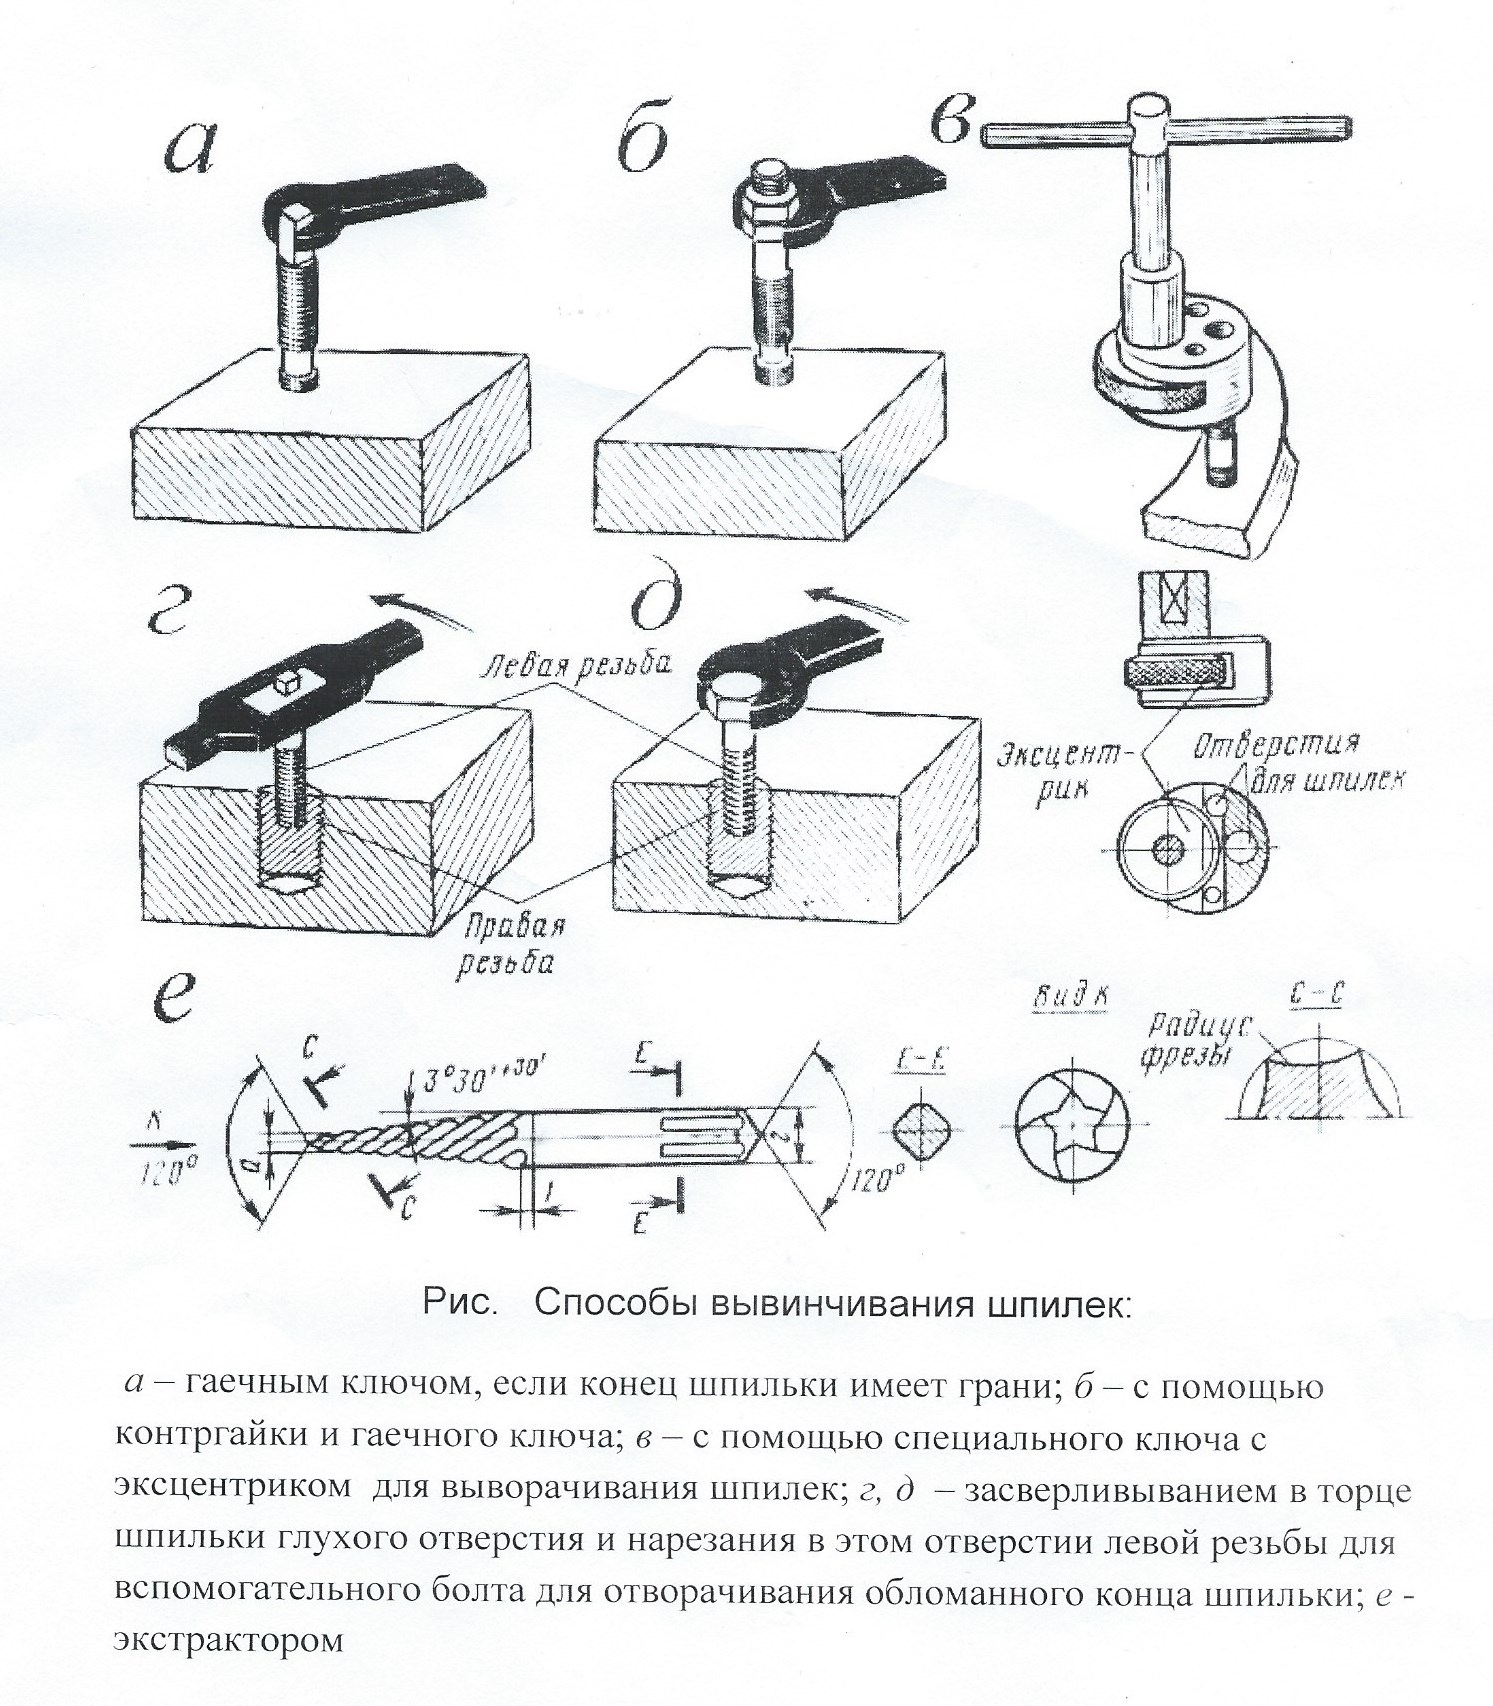 а
б
в
г
д
Левая резьба
Эксцент-
рик
Отверстия
для шпилек
Правая
резьба
е
К
120°
a
С
С
3°30'+30'
1
Е
Е
120°
Е-Е
Вид К
С-С
Радиус
фрезы
Рис. Способы вывинчивания шпилек:
а – гаечным ключом, если конец шпильки имеет грани; б – с помощью
контргайки и гаечного ключа; в – с помощью специального ключа с
эксцентриком для выворачивания шпилек; г, д – засверливыванием в торце
шпильки глухого отверстия и нарезания в этом отверстии левой резьбы для
вспомогательного болта для отворачивания обломанного конца шпильки; е -
экстрактором